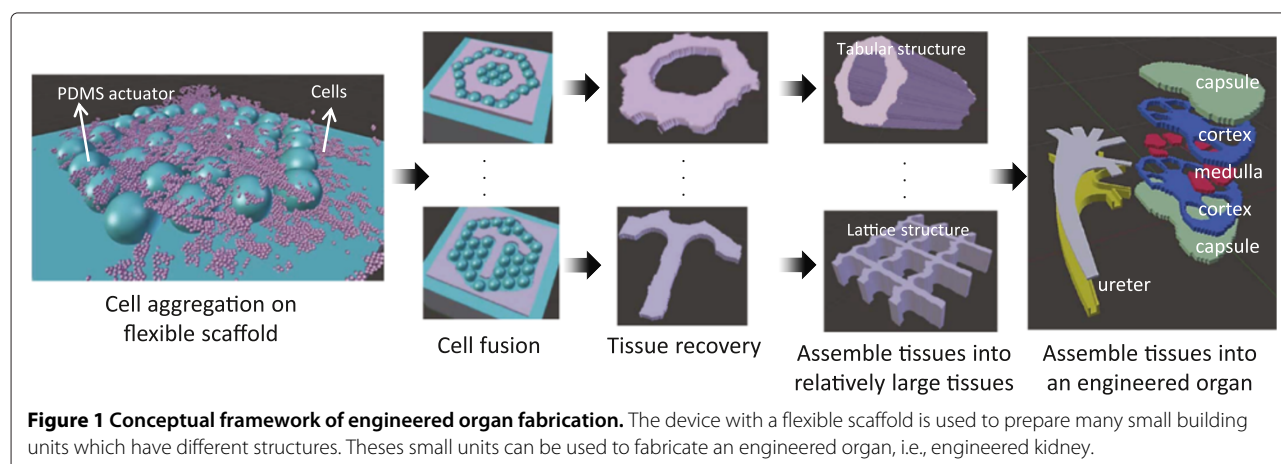 PDMS actuator
Cells
Cell aggregation on
flexible scaffold
Cell fusion
Tissue recovery
Tabular structure
Lattice structure
Assemble tissues into
relatively large tissues
capsule
cortex
medulla
cortex
capsule
ureter
Assemble tissues into
an engineered organ
Figure 1 Conceptual framework of engineered organ fabrication. The device with a flexible scaffold is used to prepare many small building
units which have different structures. Theses small units can be used to fabricate an engineered organ, i.e., engineered kidney.